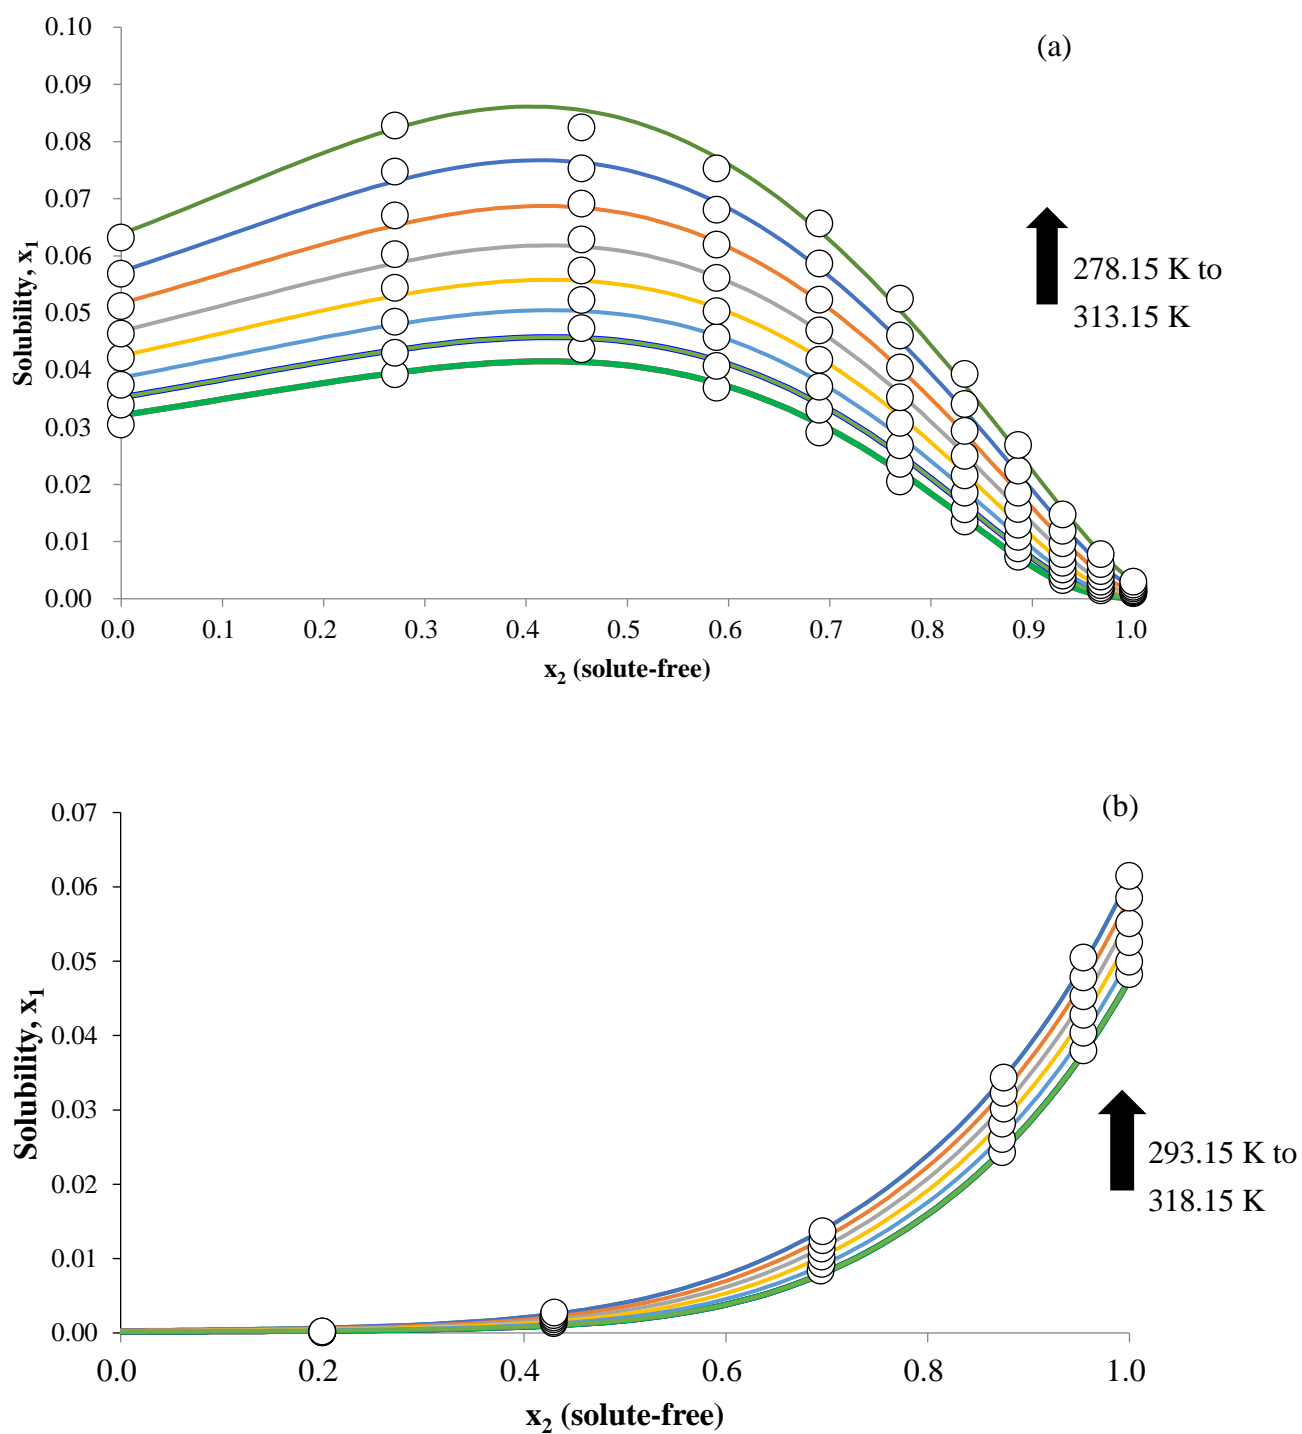 (a)
0.10
0.09
0.08
0.07
0.06
0.05
0.04
0.03
0.02
0.01
0.00
Solubility, x1
0.0 0.1 0.2 0.3 0.4 0.5 0.6 0.7 0.8 0.9 1.0
x2 (solute-free)
278.15 K to
313.15 K
(b)
0.07
0.06
0.05
0.04
0.03
0.02
0.01
0.00
Solubility, x1
0.0 0.2 0.4 0.6 0.8 1.0
x2 (solute-free)
293.15 K to
318.15 K